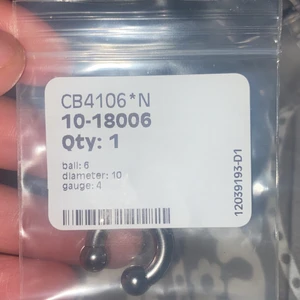 CB4106*N
10-18006
Qty: 1
ball: 6
diameter: 10
gauge: 4
12039193-D1